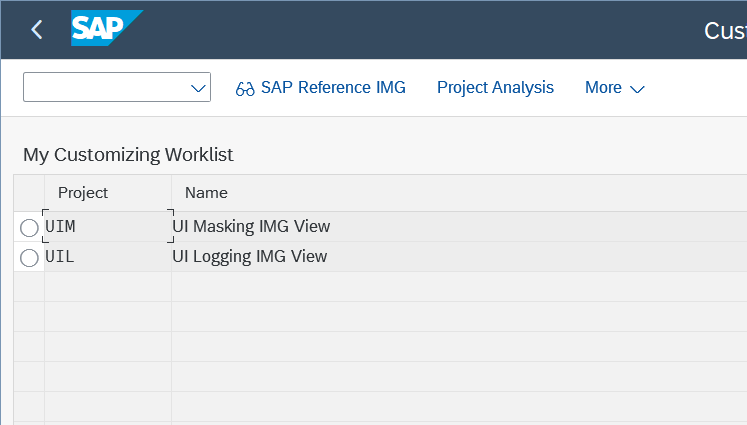 SAP
Cust
SAP Reference IMG Project Analysis More
My Customizing Worklist
Project Name
UIM UI Masking IMG View
UIL UI Logging IMG View